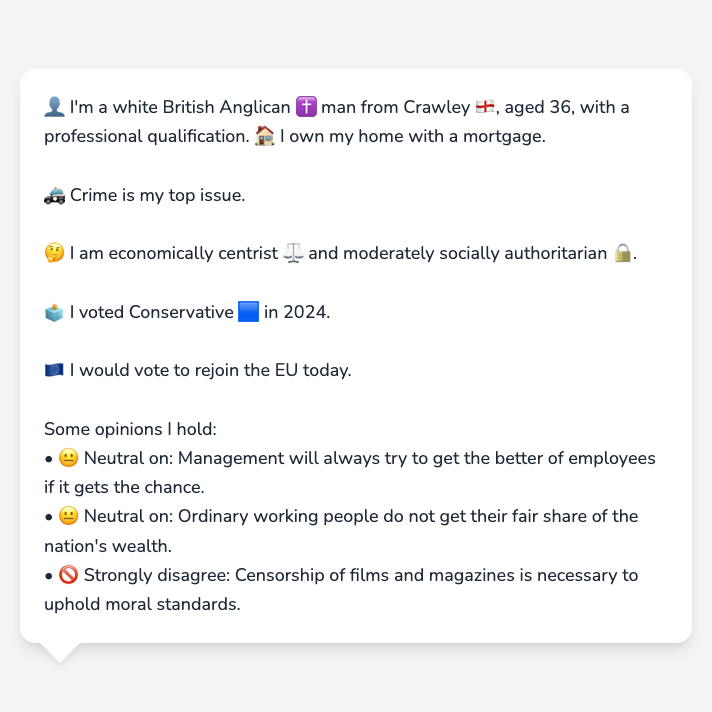 👤 I'm a white British Anglican ✝️ man from Crawley 🏴󠁧󠁢󠁥󠁮󠁧󠁿, aged 36, with a
professional qualification. 🏠 I own my home with a mortgage.
🚓 Crime is my top issue.
🤔 I am economically centrist ⚖️ and moderately socially authoritarian 🔒.
🗳️ I voted Conservative 🟦 in 2024.
🇪🇺 I would vote to rejoin the EU today.
Some opinions I hold:
• 😐 Neutral on: Management will always try to get the better of employees
if it gets the chance.
• 😐 Neutral on: Ordinary working people do not get their fair share of the
nation's wealth.
• 🚫 Strongly disagree: Censorship of films and magazines is necessary to
uphold moral standards.